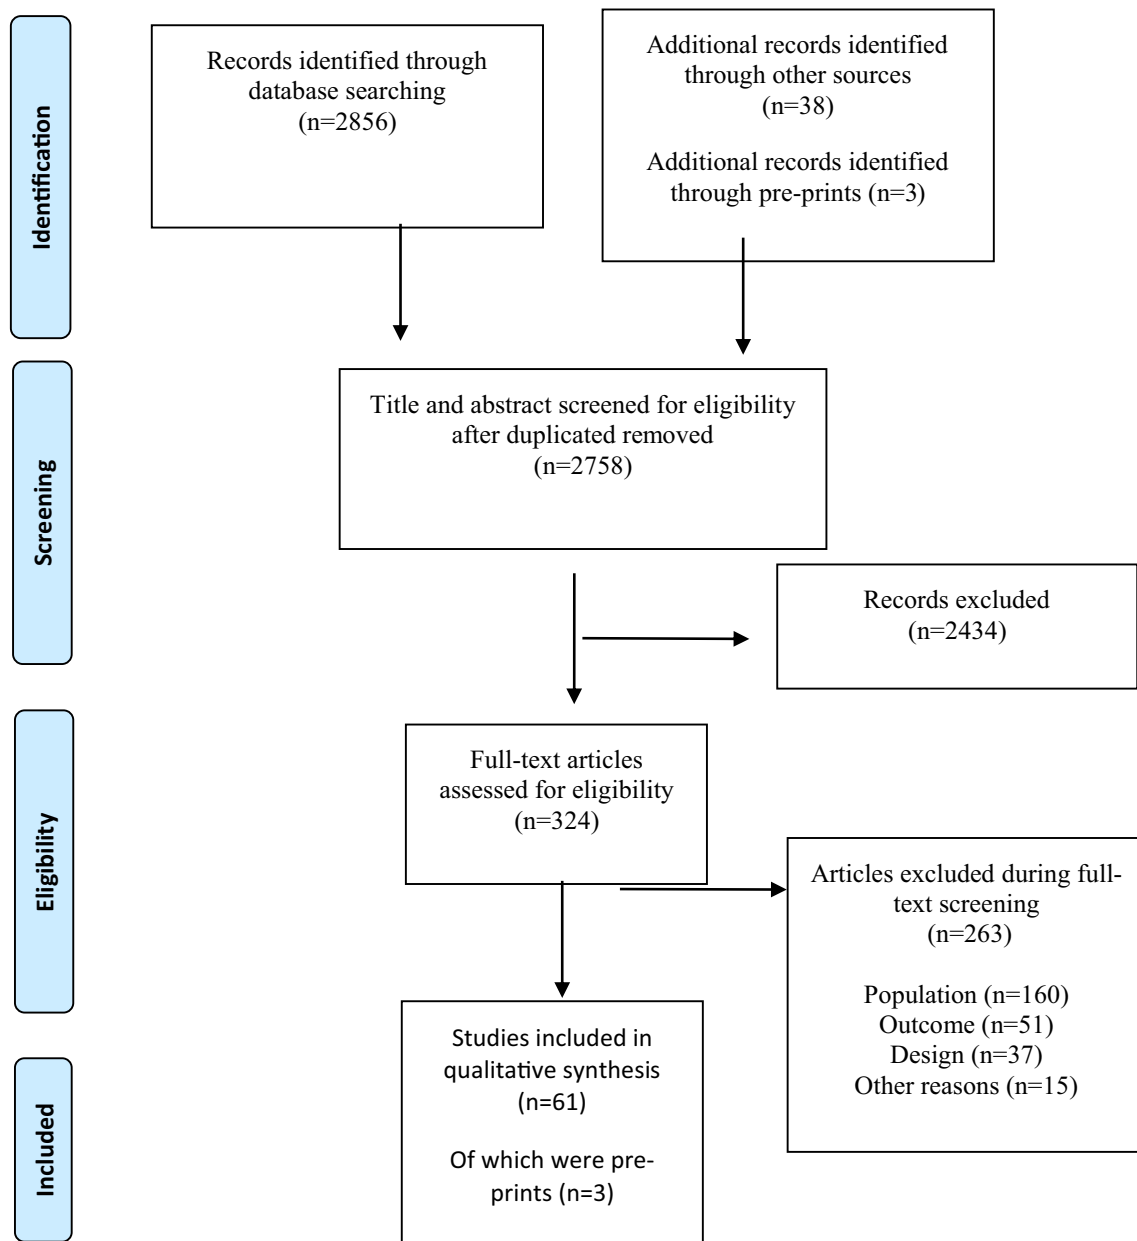 Identification
Records identified through
database searching
(n=2856)
Additional records identified
through other sources
(n=38)
Additional records identified
through pre-prints (n=3)
Screening
Title and abstract screened for eligibility
after duplicated removed
(n=2758)
Records excluded
(n=2434)
Eligibility
Full-text articles
assessed for eligibility
(n=324)
Articles excluded during full-
text screening
(n=263)
Population (n=160)
Outcome (n=51)
Design (n=37)
Other reasons (n=15)
Included
Studies included in
qualitative synthesis
(n=61)
Of which were pre-
prints (n=3)